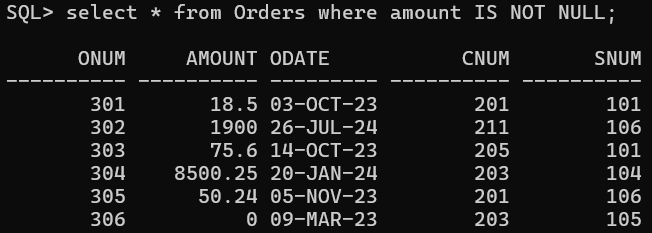 SQL> select * from Orders where amount IS NOT NULL;
ONUM AMOUNT ODATE CNUM SNUM
---------- ---------- --------- ---------- ----------
301 18.5 03-OCT-23 201 101
302 1900 26-JUL-24 211 106
303 75.6 14-OCT-23 205 101
304 8500.25 20-JAN-24 203 104
305 50.24 05-NOV-23 201 106
306 0 09-MAR-23 203 105